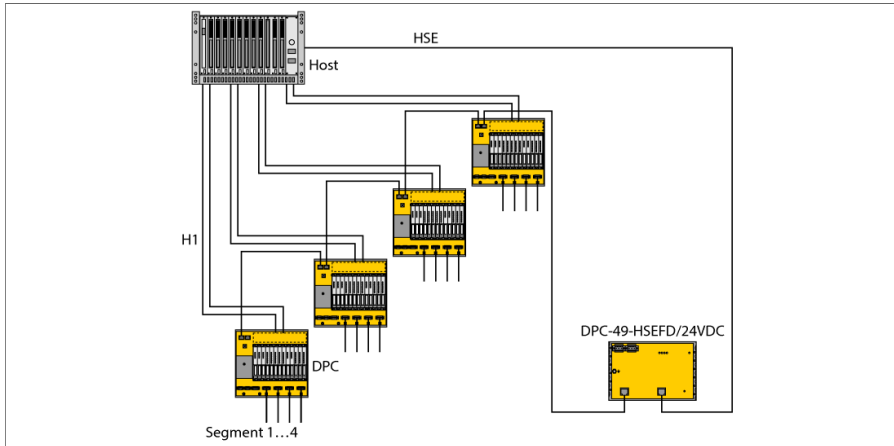 HSE
Host
H1
DPC-49-HSEFD/24VDC
DPC
Segment 1...4